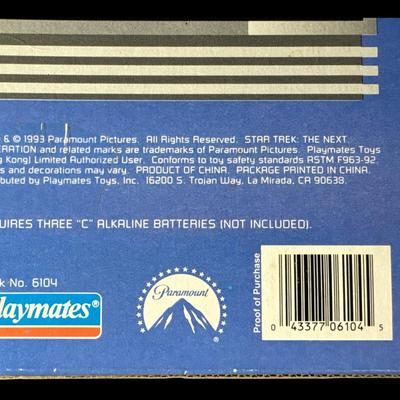 & © 1993 Paramount Pictures. All Rights Reserved. STAR TREK: THE NEXT
ERATION and related marks are trademarks of Paramount Pictures. Playmates Toys
g Kong) Limited Authorized User. Conforms to toy safety standards ASTM F963-92.
s and decorations may vary. PRODUCT OF CHINA. PACKAGE PRINTED IN CHINA.
ibuted by Playmates Toys, Inc. 16200 S. Trojan Way, La Mirada, CA 90638.
UIRES THREE "C" ALKALINE BATTERIES (NOT INCLUDED).
k No. 6104
laymates®
Paramount
®
Proof of Purchase
0 43377 06104 5